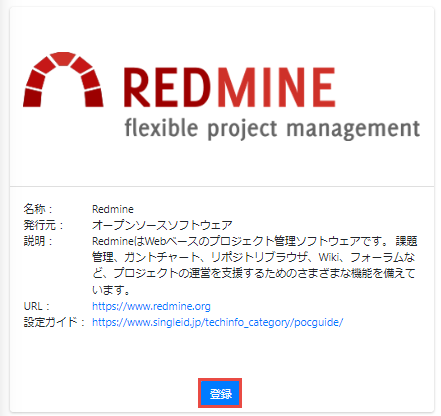 REDMINE
flexible project management
名称： Redmine
発行元： オープンソースソフトウェア
説明： RedmineはWebベースのプロジェクト管理ソフトウェアです。 課題
管理、ガントチャート、リポジトリブラウザ、Wiki、フォーラムな
ど、プロジェクトの運営を支援するためのさまざまな機能を備えて
います。
URL： https://www.redmine.org
設定ガイド： https://www.singleid.jp/techinfo_category/pocguide/
登録